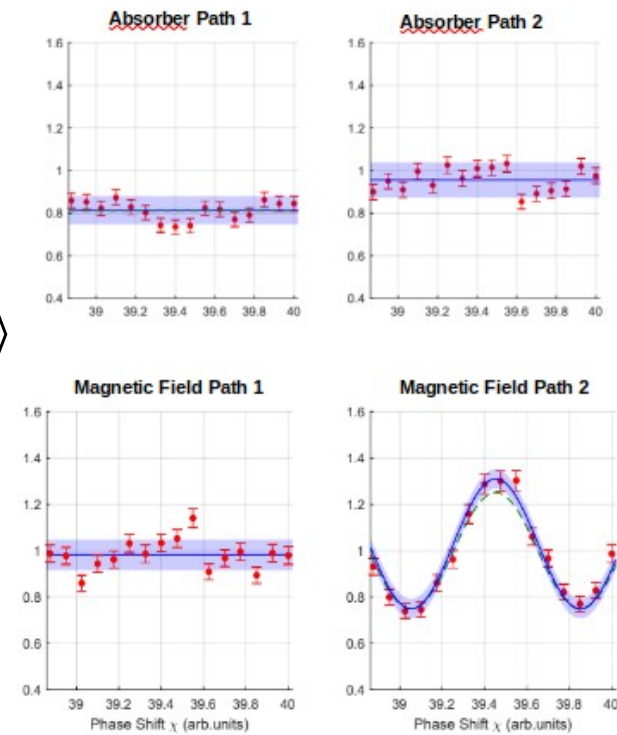 Absorber Path 1
1.6
1.4
1.2
1
0.8
0.6
0.4
39 39.2 39.4 39.6 39.8 40
Absorber Path 2
1.6
1.4
1.2
1
0.8
0.6
0.4
39 39.2 39.4 39.6 39.8 40
Magnetic Field Path 1
1.6
1.4
1.2
1
0.8
0.6
0.4
39 39.2 39.4 39.6 39.8 40
Phase Shift χ (arb.units)
Magnetic Field Path 2
1.6
1.4
1.2
1
0.8
0.6
0.4
39 39.2 39.4 39.6 39.8 40
Phase Shift χ (arb.units)